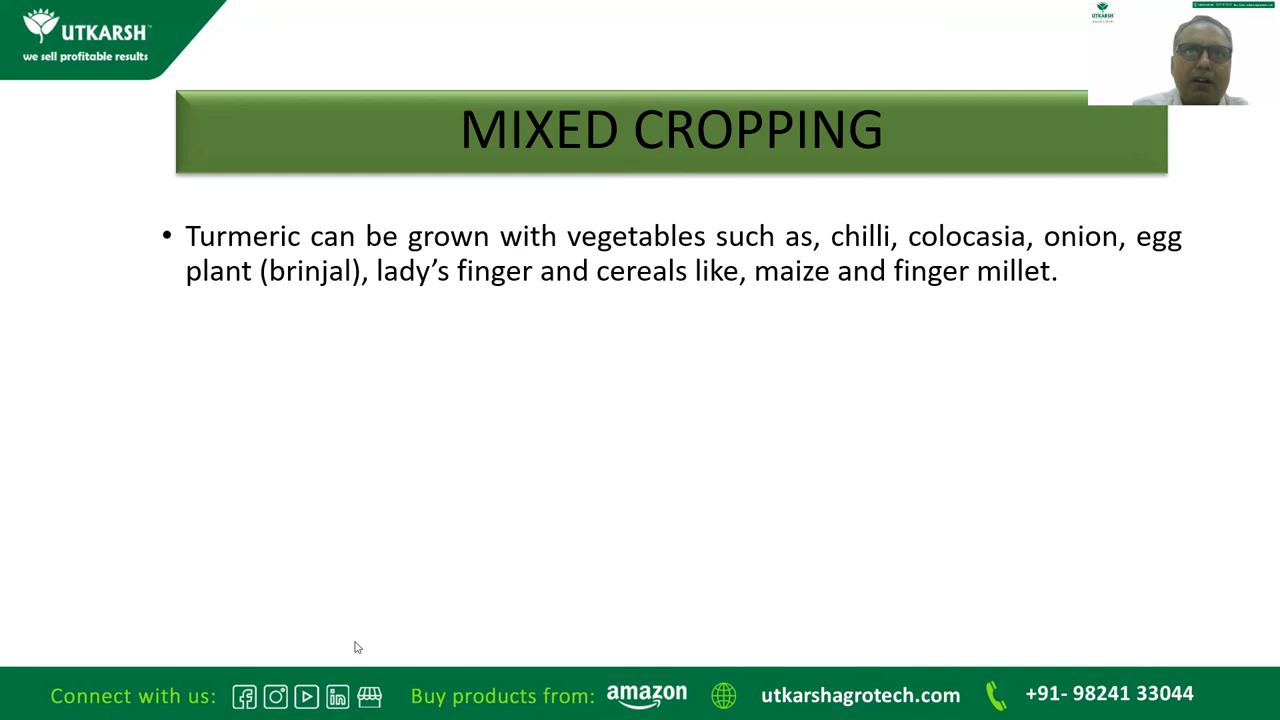 UTKARSH
we sell profitable results
UTKARSH
MIXED CROPPING
• Turmeric can be grown with vegetables such as, chilli, colocasia, onion, egg
plant (brinjal), lady’s finger and cereals like, maize and finger millet.
Connect with us:
Buy products from: amazon
utkarshagrotech.com
+91- 98241 33044